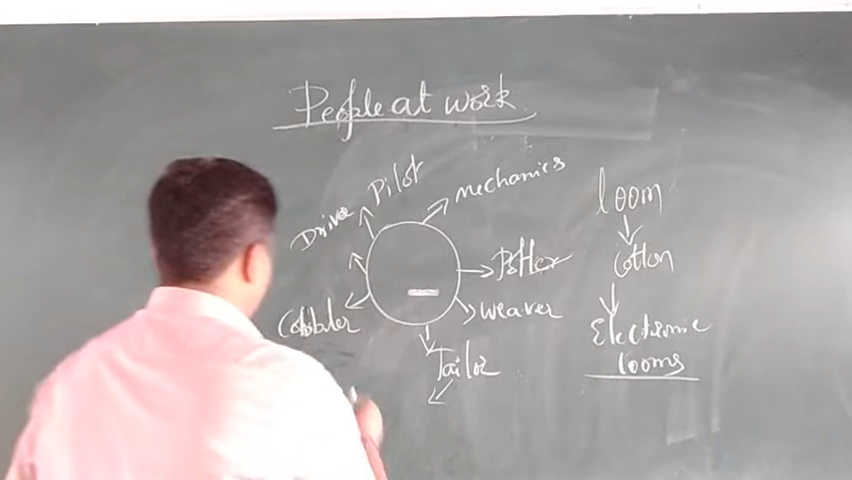 People at work
Pilot
mechanics
Driver
Potter
Cobbler
weaver
Tailor
loom
Cotton
Electronic
looms